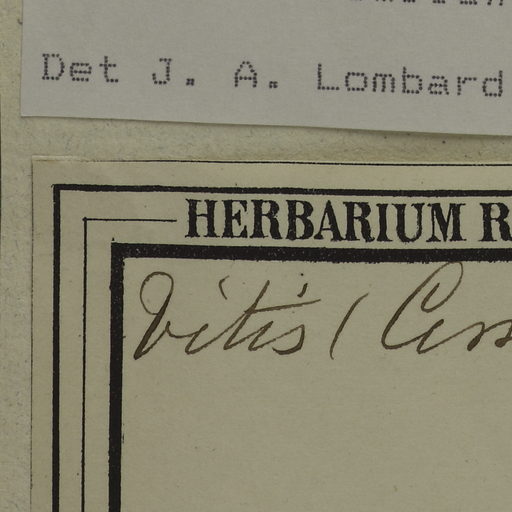 Det J. A. Lombard
HERBARIUM R
Vitis (Ciss